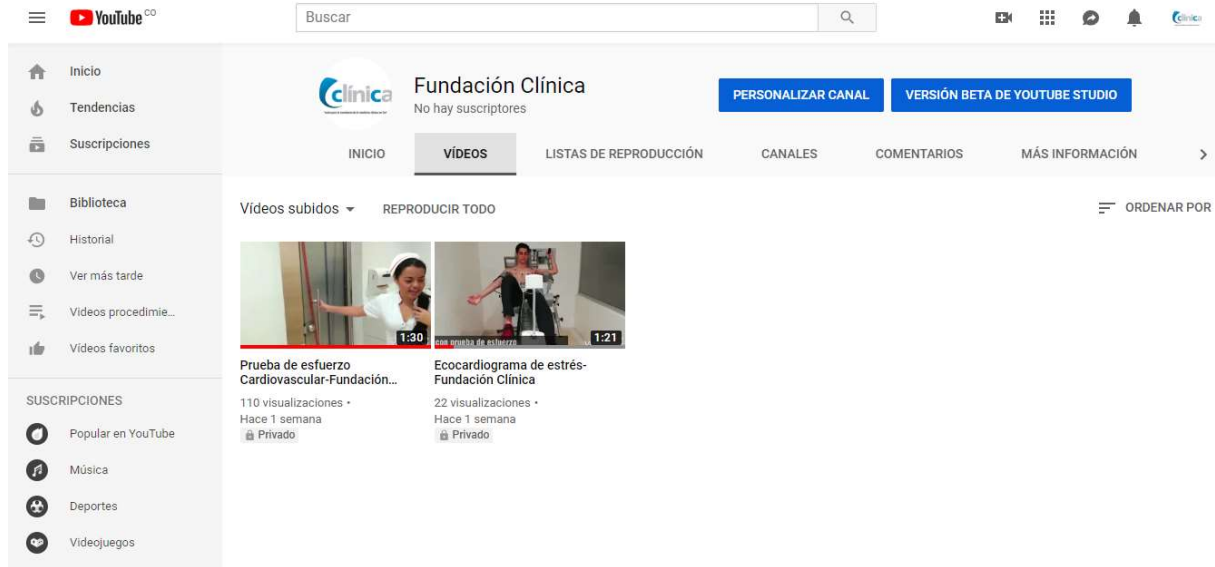 YouTube CO
Buscar
clínica
Inicio
Tendencias
Suscripciones
Biblioteca
Historial
Ver más tarde
Videos procedimie...
Vídeos favoritos
SUSCRIPCIONES
Popular en YouTube
Música
Deportes
Videojuegos
clínica
Fundación Clínica
No hay suscriptores
PERSONALIZAR CANAL
VERSIÓN BETA DE YOUTUBE STUDIO
INICIO
VÍDEOS
LISTAS DE REPRODUCCIÓN
CANALES
COMENTARIOS
MÁS INFORMACIÓN
Vídeos subidos
REPRODUCIR TODO
ORDENAR POR
1:30
Prueba de esfuerzo
Cardiovascular-Fundación...
110 visualizaciones •
Hace 1 semana
Privado
con prueba de esfuerzo
1:21
Ecocardiograma de estrés-
Fundación Clínica
22 visualizaciones •
Hace 1 semana
Privado